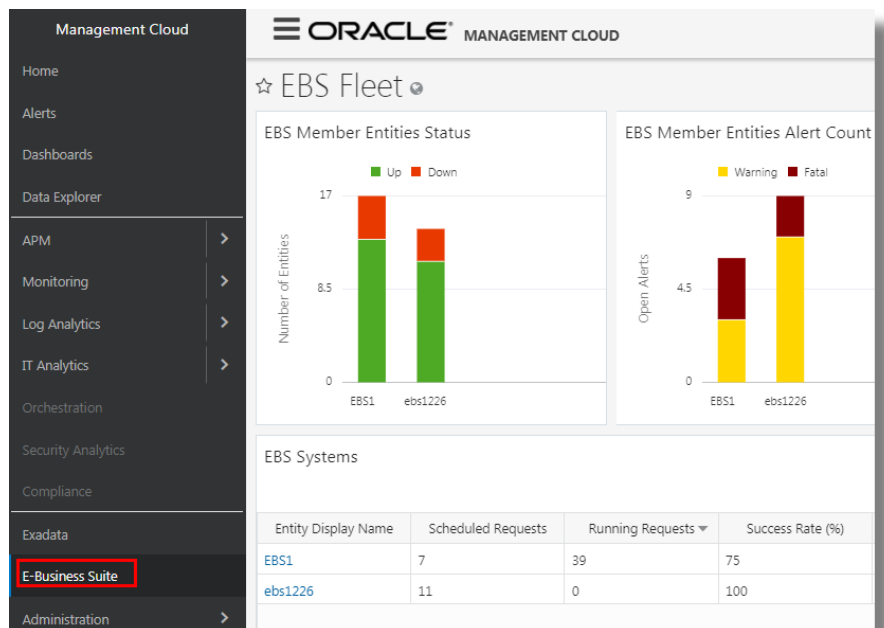 Management Cloud
Home
Alerts
Dashboards
Data Explorer
APM
Monitoring
Log Analytics
IT Analytics
Orchestration
Security Analytics
Compliance
Exadata
E-Business Suite
Administration
ORACLE® MANAGEMENT CLOUD
EBS Fleet
EBS Member Entities Status
Up Down
17
8.5
0
Number of Entities
EBS1 ebs1226
EBS Member Entities Alert Count
Warning Fatal
9
4.5
0
Open Alerts
EBS1 ebs1226
EBS Systems
Entity Display Name Scheduled Requests Running Requests Success Rate (%)
EBS1 7 39 75
ebs1226 11 0 100